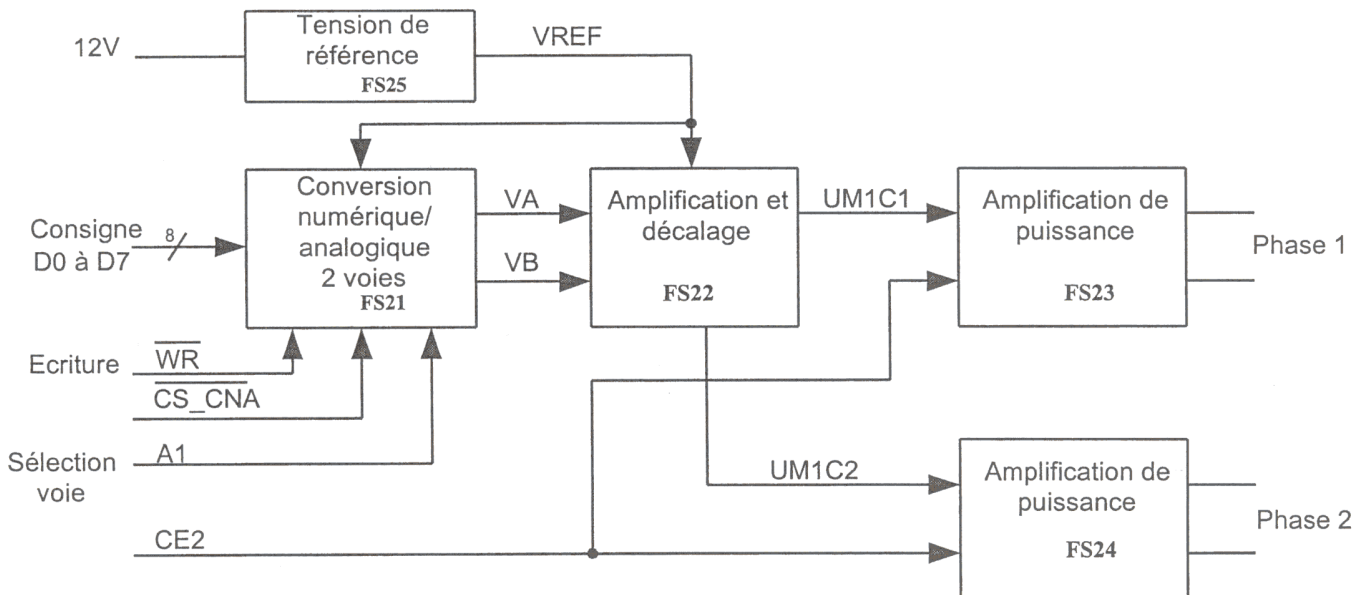 12V
Tension de
référence
FS25
VREF
Consigne
D0 à D7
8
Conversion
numérique/
analogique
2 voies
FS21
VA
VB
Amplification et
décalage
FS22
UM1C1
Amplification de
puissance
FS23
Phase 1
Ecriture
WR
CS_CNA
Sélection
voie
A1
CE2
UM1C2
Amplification de
puissance
FS24
Phase 2